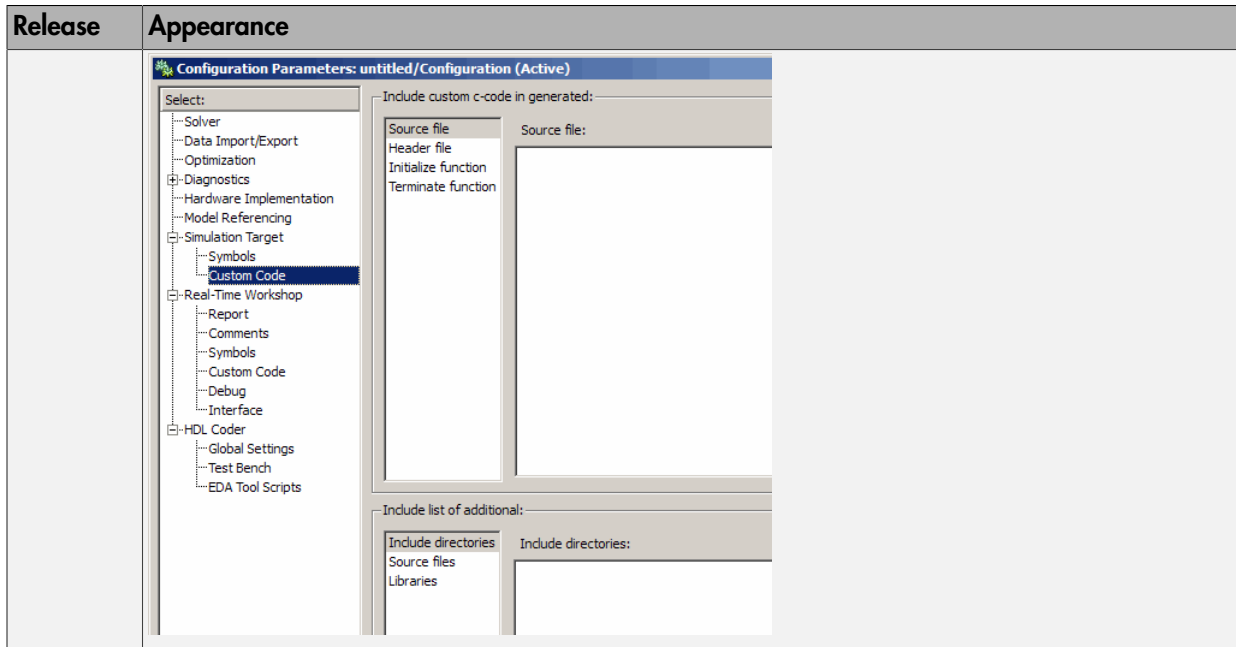 Release Appearance
Configuration Parameters: untitled/Configuration (Active)
Select:
Solver
Data Import/Export
Optimization
Diagnostics
Hardware Implementation
Model Referencing
Simulation Target
Symbols
Custom Code
Real-Time Workshop
Report
Comments
Symbols
Custom Code
Debug
Interface
HDL Coder
Global Settings
Test Bench
EDA Tool Scripts
Include custom c-code in generated:
Source file
Header file
Initialize function
Terminate function
Source file:
Include list of additional:
Include directories
Source files
Libraries
Include directories: